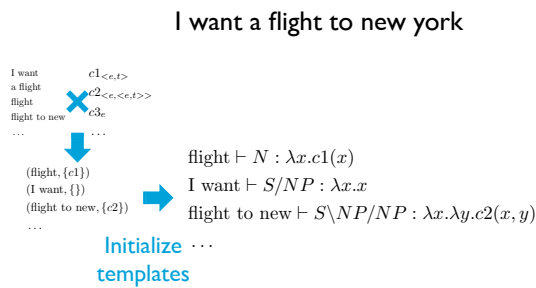 I want a flight to new york
I want
a flight
flight
flight to new
...
c1<e,t>
c2<e,<e,t>>
c3e
...
(flight, {c1})
(I want, {})
(flight to new, {c2})
...
flight ⊢ N : λx.c1(x)
I want ⊢ S/NP : λx.x
flight to new ⊢ S\NP/NP : λx.λy.c2(x, y)
...
Initialize
templates